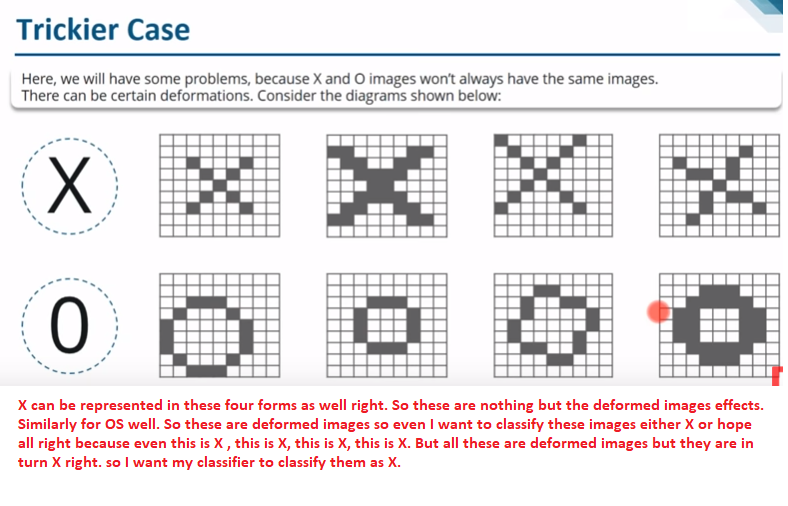 Trickier Case
Here, we will have some problems, because X and O images won't always have the same images.
There can be certain deformations. Consider the diagrams shown below:
X
O
X can be represented in these four forms as well right. So these are nothing but the deformed images effects.
Similarly for OS well. So these are deformed images so even I want to classify these images either X or hope
all right because even this is X , this is X, this is X, this is X. But all these are deformed images but they are in
turn X right. so I want my classifier to classify them as X.